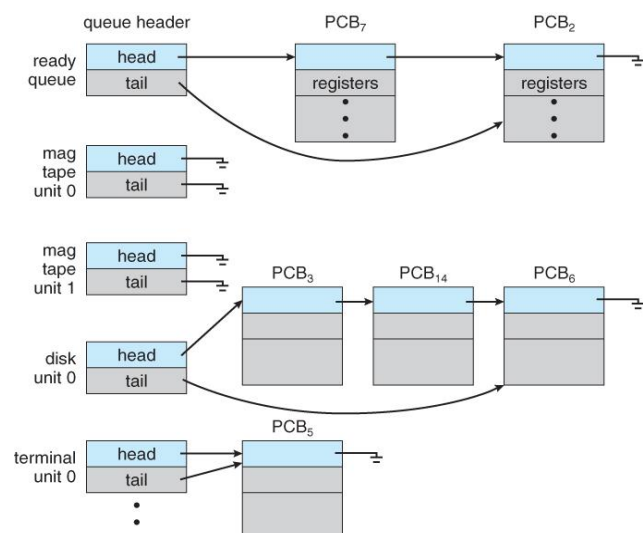 queue header
PCB7
PCB2
ready
queue
head
tail
registers
registers
mag
tape
unit 0
head
tail
mag
tape
unit 1
head
tail
PCB3
PCB14
PCB6
disk
unit 0
head
tail
PCB5
terminal
unit 0
head
tail